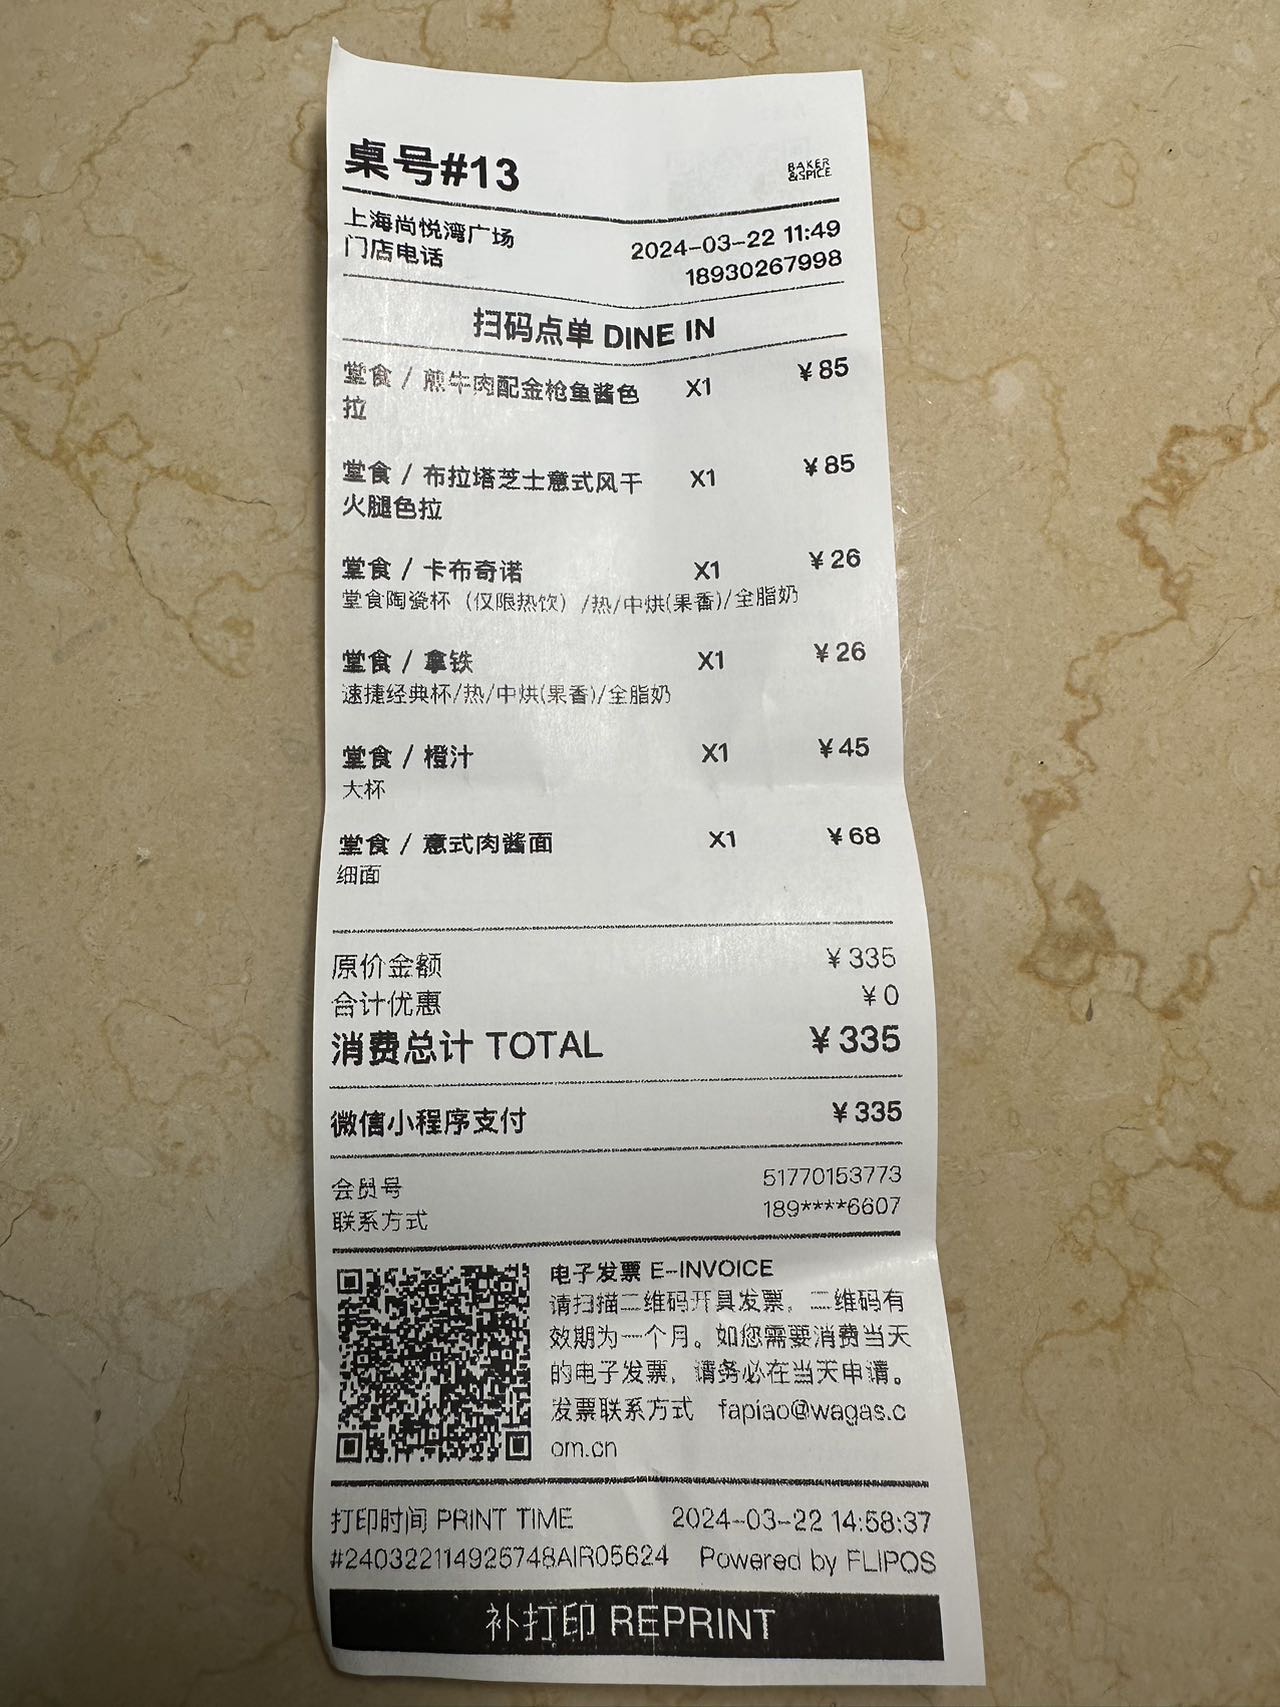 桌号#13
BAKER
&SPICE
上海尚悦湾广场 2024-03-22 11:49
门店电话 18930267998
扫码点单 DINE IN
堂食 / 煎牛肉配金枪鱼酱色 X1 ¥85
拉
堂食 / 布拉塔芝士意式风干 X1 ¥85
火腿色拉
堂食 / 卡布奇诺 X1 ¥26
堂食陶瓷杯（仅限热饮）/热/中烘(果香)/全脂奶
堂食 / 拿铁 X1 ¥26
速捷经典杯/热/中烘(果香)/全脂奶
堂食 / 橙汁 X1 ¥45
大杯
堂食 / 意式肉酱面 X1 ¥68
细面
原价金额 ¥335
合计优惠 ¥0
消费总计 TOTAL ¥335
微信小程序支付 ¥335
会员号 51770153773
联系方式 189****6607
电子发票 E-INVOICE
请扫描二维码开具发票，二维码有
效期为一个月。如您需要消费当天
的电子发票，请务必在当天申请。
发票联系方式 fapiao@wagas.c
om.cn
打印时间 PRINT TIME 2024-03-22 14:58:37
#240322114925748AIR05624 Powered by FLIPOS
补打印 REPRINT